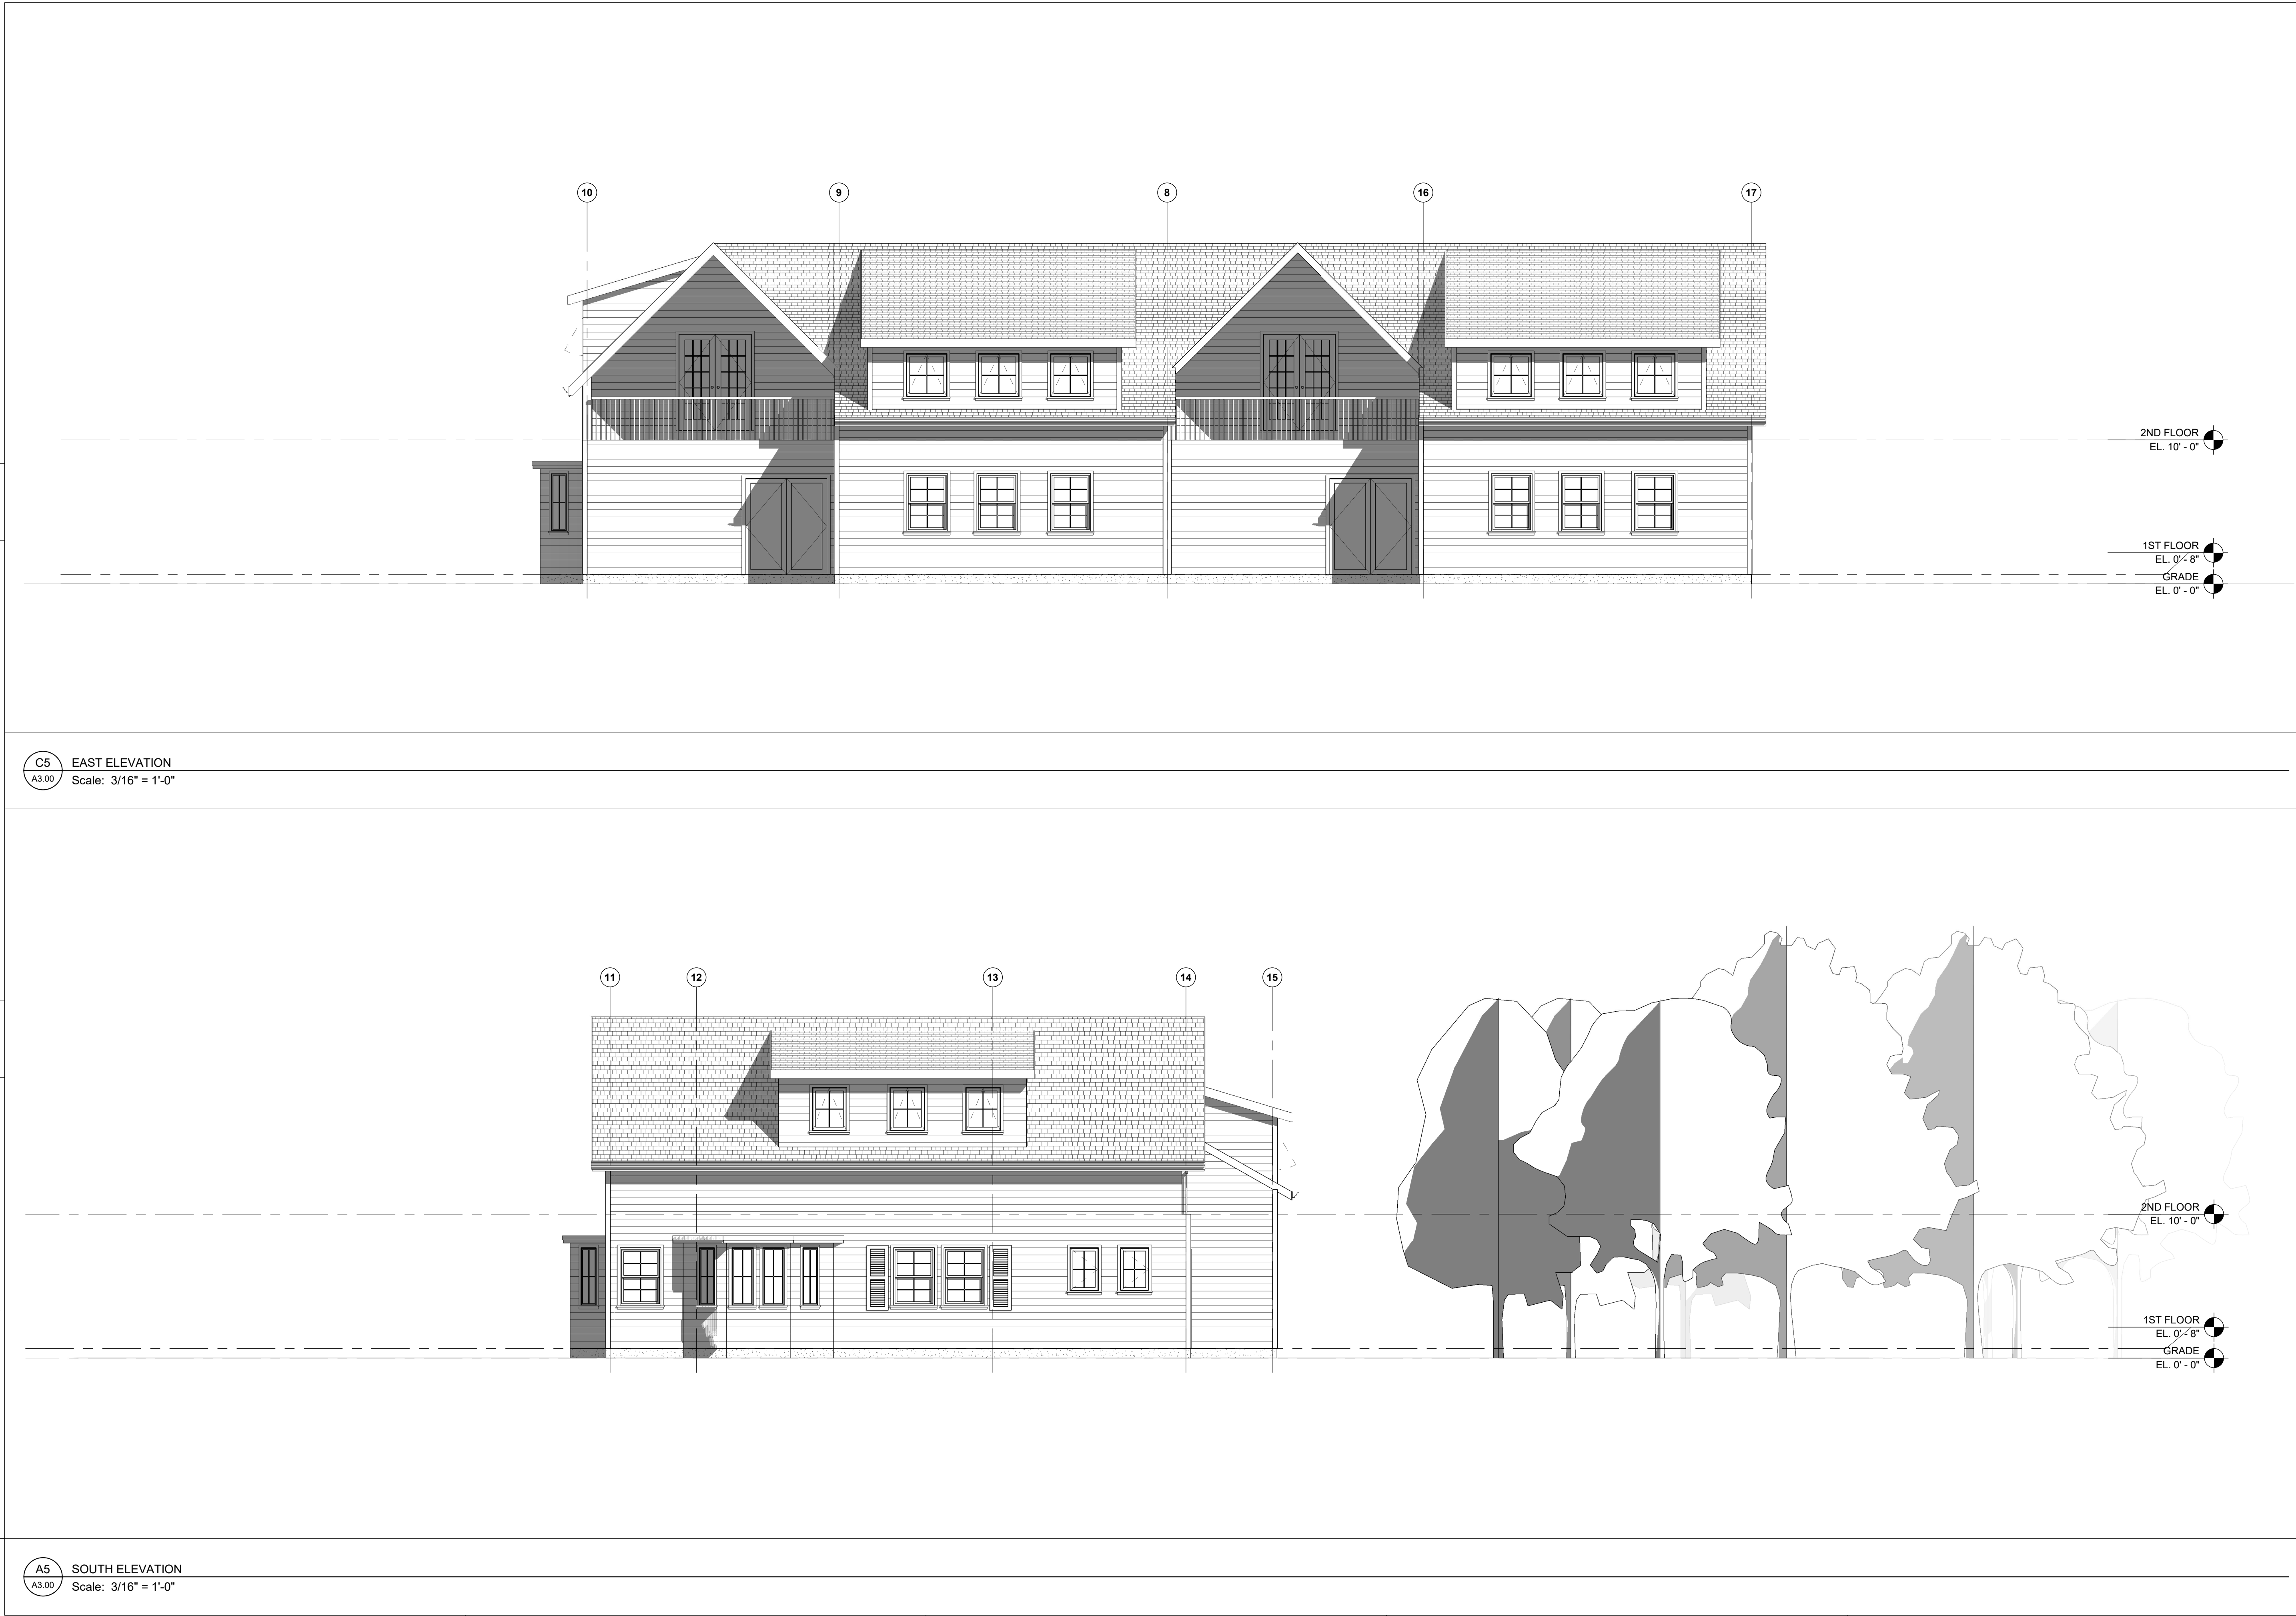 10
9
8
16
17
2ND FLOOR
EL. 10' - 0"
1ST FLOOR
EL. 0' - 8"
GRADE
EL. 0' - 0"
C5
A3.00
EAST ELEVATION
Scale: 3/16" = 1'-0"
11
12
13
14
15
2ND FLOOR
EL. 10' - 0"
1ST FLOOR
EL. 0' - 8"
GRADE
EL. 0' - 0"
A5
A3.00
SOUTH ELEVATION
Scale: 3/16" = 1'-0"